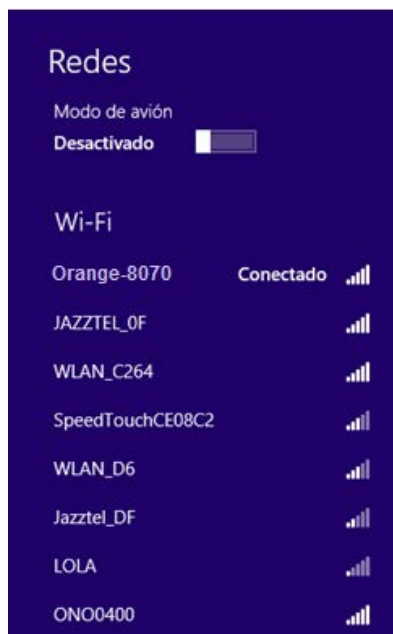 Redes
Modo de avión
Desactivado
Wi-Fi
Orange-8070 Conectado
JAZZTEL_0F
WLAN_C264
SpeedTouchCE08C2
WLAN_D6
Jazztel_DF
LOLA
ONO0400